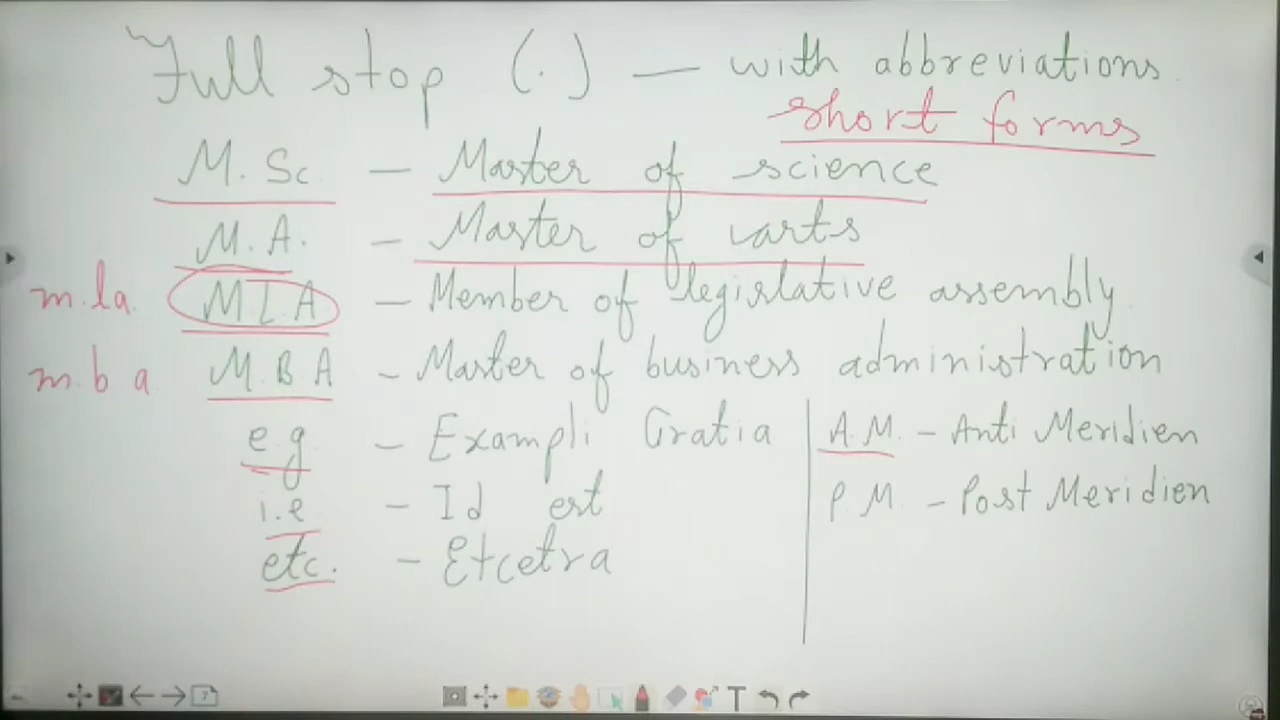 Full stop (.) — with abbreviations
short forms
M.Sc — Master of science
M.A. — Master of arts
m.la MLA — Member of legislative assembly
m.b a M.B A — Master of business administration
e.g — Exampli Gratia
i.e — Id est
etc. — Etcetra
A.M. — Anti Meridien
P.M. — Post Meridien
7
T